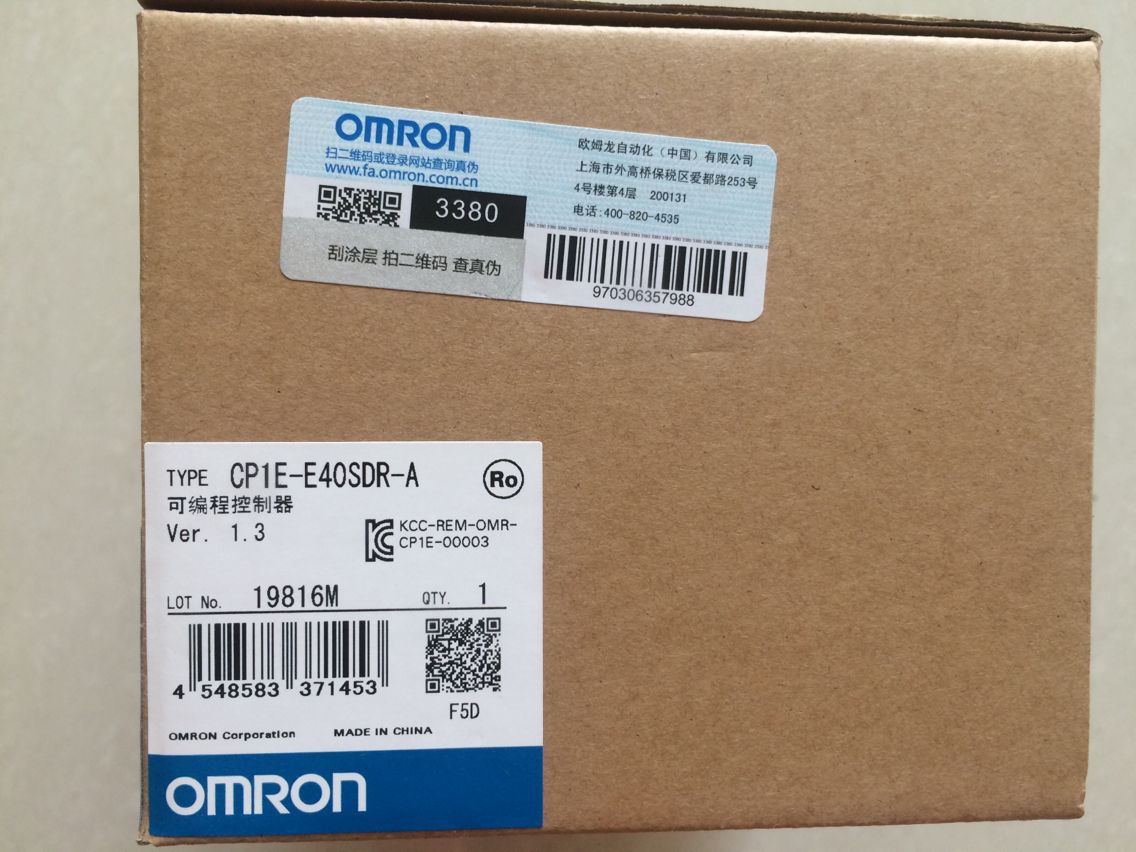 OMRON
扫二维码或登录网站查询真伪
www.fa.omron.com.cn
3380
刮涂层 拍二维码 查真伪
欧姆龙自动化（中国）有限公司
上海市外高桥保税区爱都路253号
4号楼第4层 200131
电话:400-820-4535
970306357988
TYPE CP1E-E40SDR-A
Ro
可编程控制器
Ver. 1.3
KCC-REM-OMR-
CP1E-00003
LOT No. 19816M QTY. 1
4 548583 371453
F5D
OMRON Corporation MADE IN CHINA
OMRON